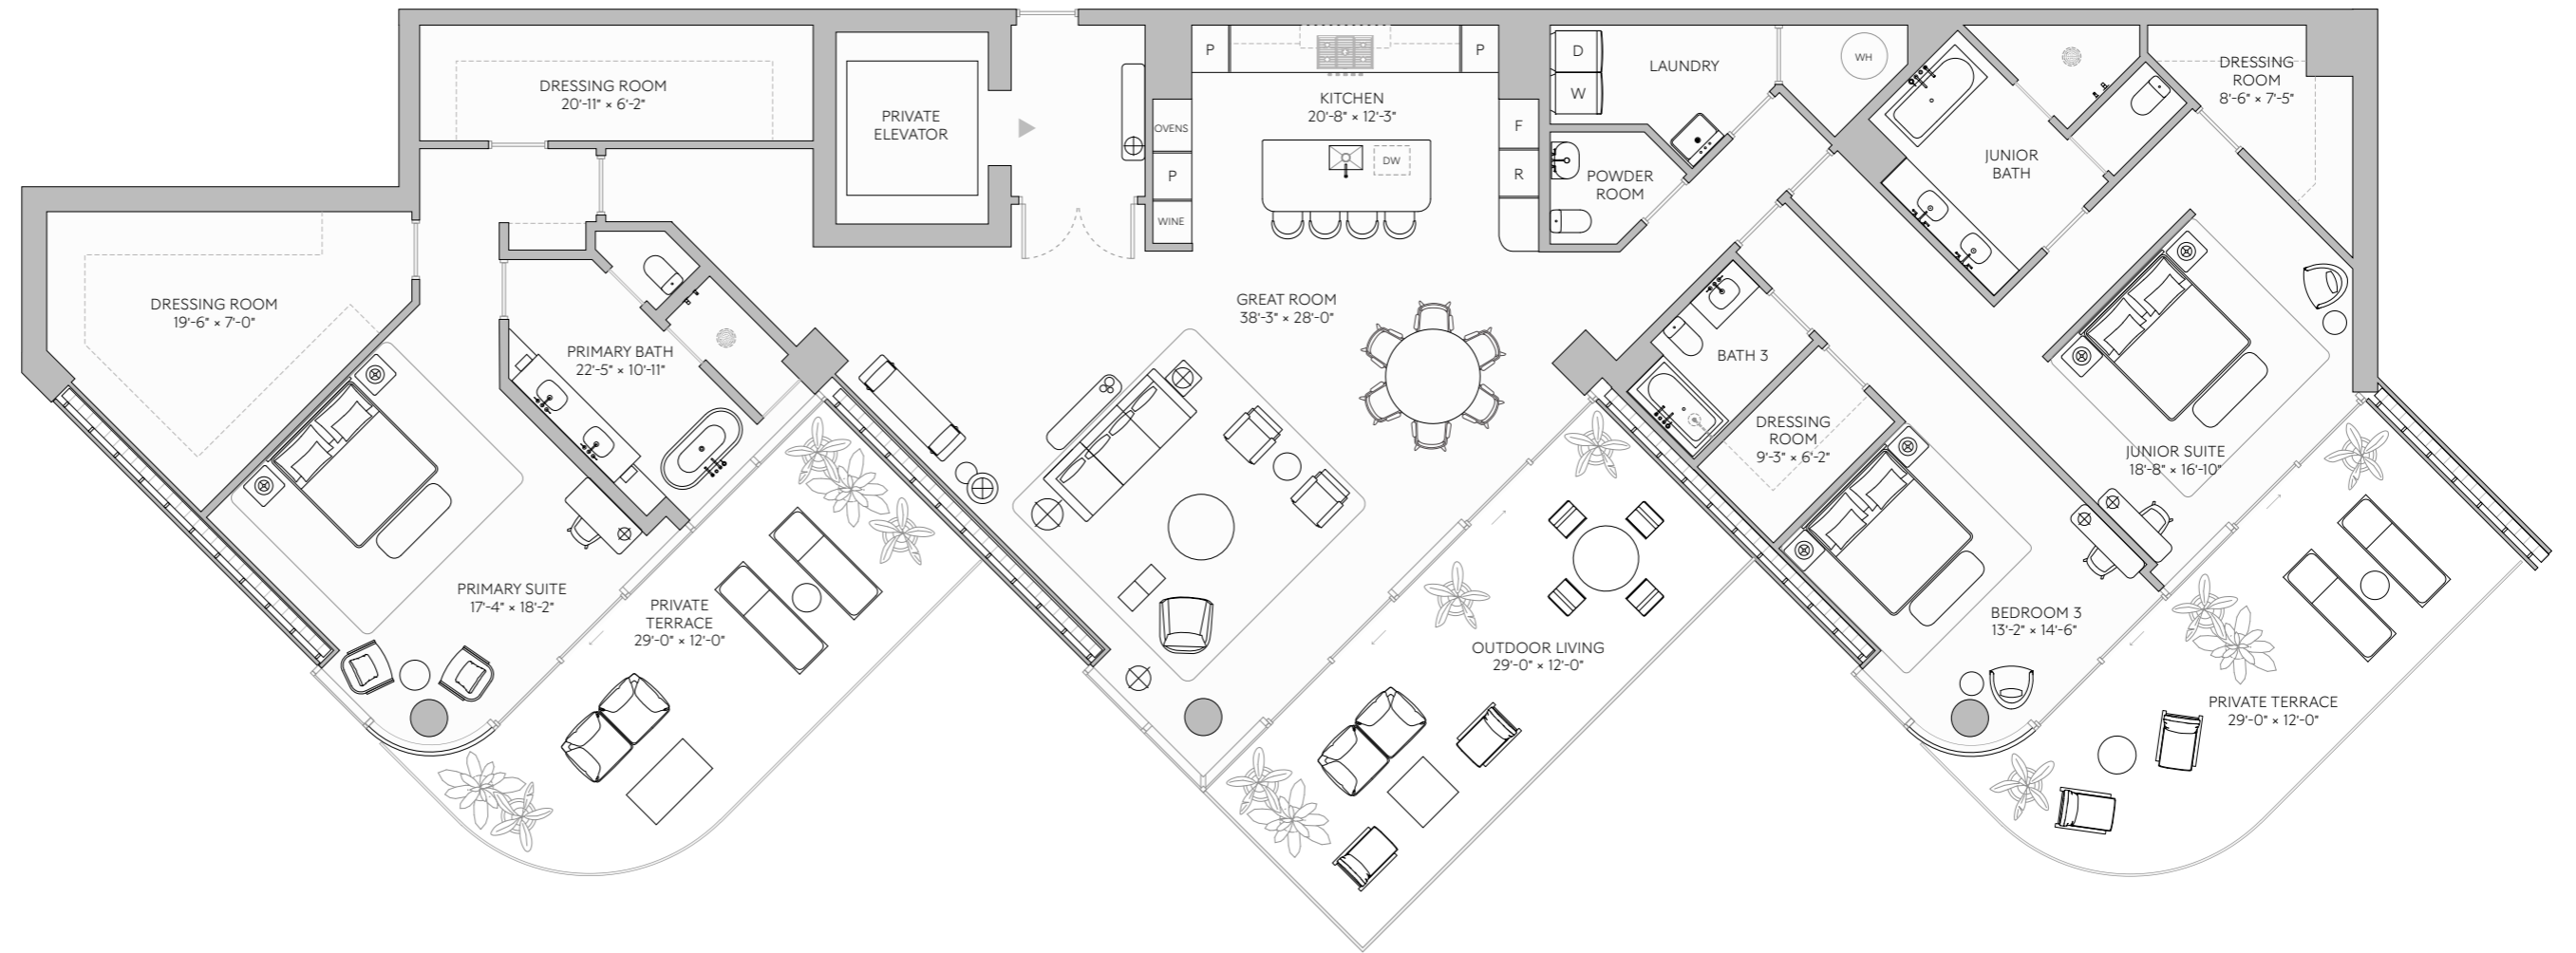 DRESSING ROOM
20'-11" × 6'-2"
PRIVATE
ELEVATOR
P
P
KITCHEN
20'-8" × 12'-3"
OVENS
P
WINE
DW
F
R
D
W
LAUNDRY
WH
POWDER
ROOM
JUNIOR
BATH
DRESSING
ROOM
8'-6" × 7'-5"
DRESSING ROOM
19'-6" × 7'-0"
PRIMARY BATH
22'-5" × 10'-11"
GREAT ROOM
38'-3" × 28'-0"
BATH 3
DRESSING
ROOM
9'-3" × 6'-2"
JUNIOR SUITE
18'-8" × 16'-10"
PRIMARY SUITE
17'-4" × 18'-2"
PRIVATE
TERRACE
29'-0" × 12'-0"
OUTDOOR LIVING
29'-0" × 12'-0"
BEDROOM 3
13'-2" × 14'-6"
PRIVATE TERRACE
29'-0" × 12'-0"